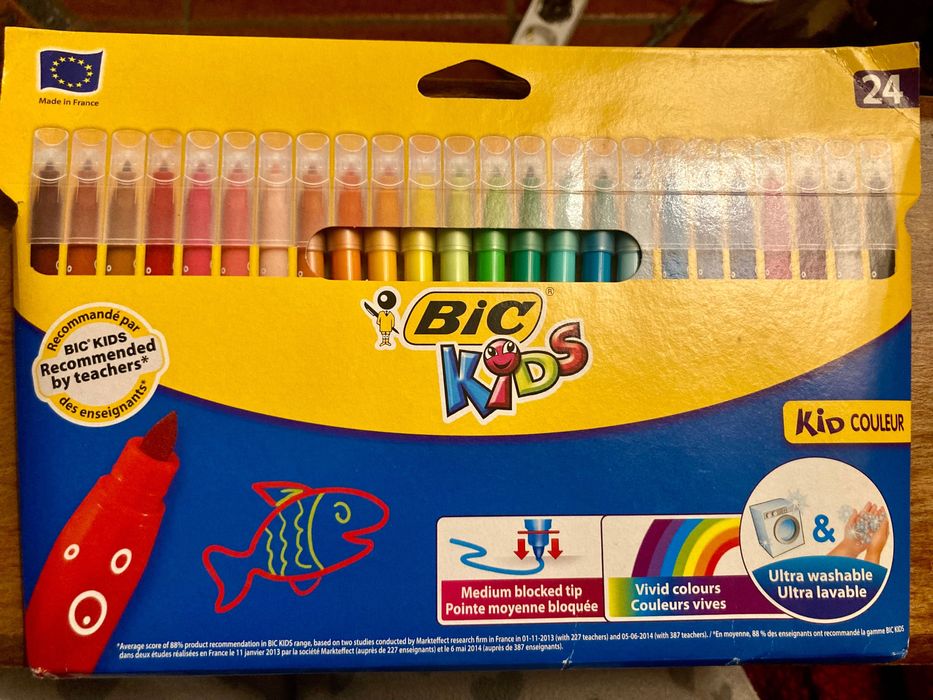 Made in France
24
BIC®
KIDS
Recommandé par
BIC® KIDS
Recommended
by teachers*
des enseignants*
KID COULEUR
Medium blocked tip
Pointe moyenne bloquée
Vivid colours
Couleurs vives
&
Ultra washable
Ultra lavable
*Average score of 88% product recommendation in BIC KIDS range, based on two studies conducted by Markteffect research firm in France in 01-11-2013 (with 227 teachers) and 05-06-2014 (with 387 teachers). / *En moyenne, 88 % des enseignants ont recommandé la gamme BIC KIDS
dans deux études réalisées en France le 11 janvier 2013 par la société Markteffect (auprès de 227 enseignants) et le 6 mai 2014 (auprès de 387 enseignants).